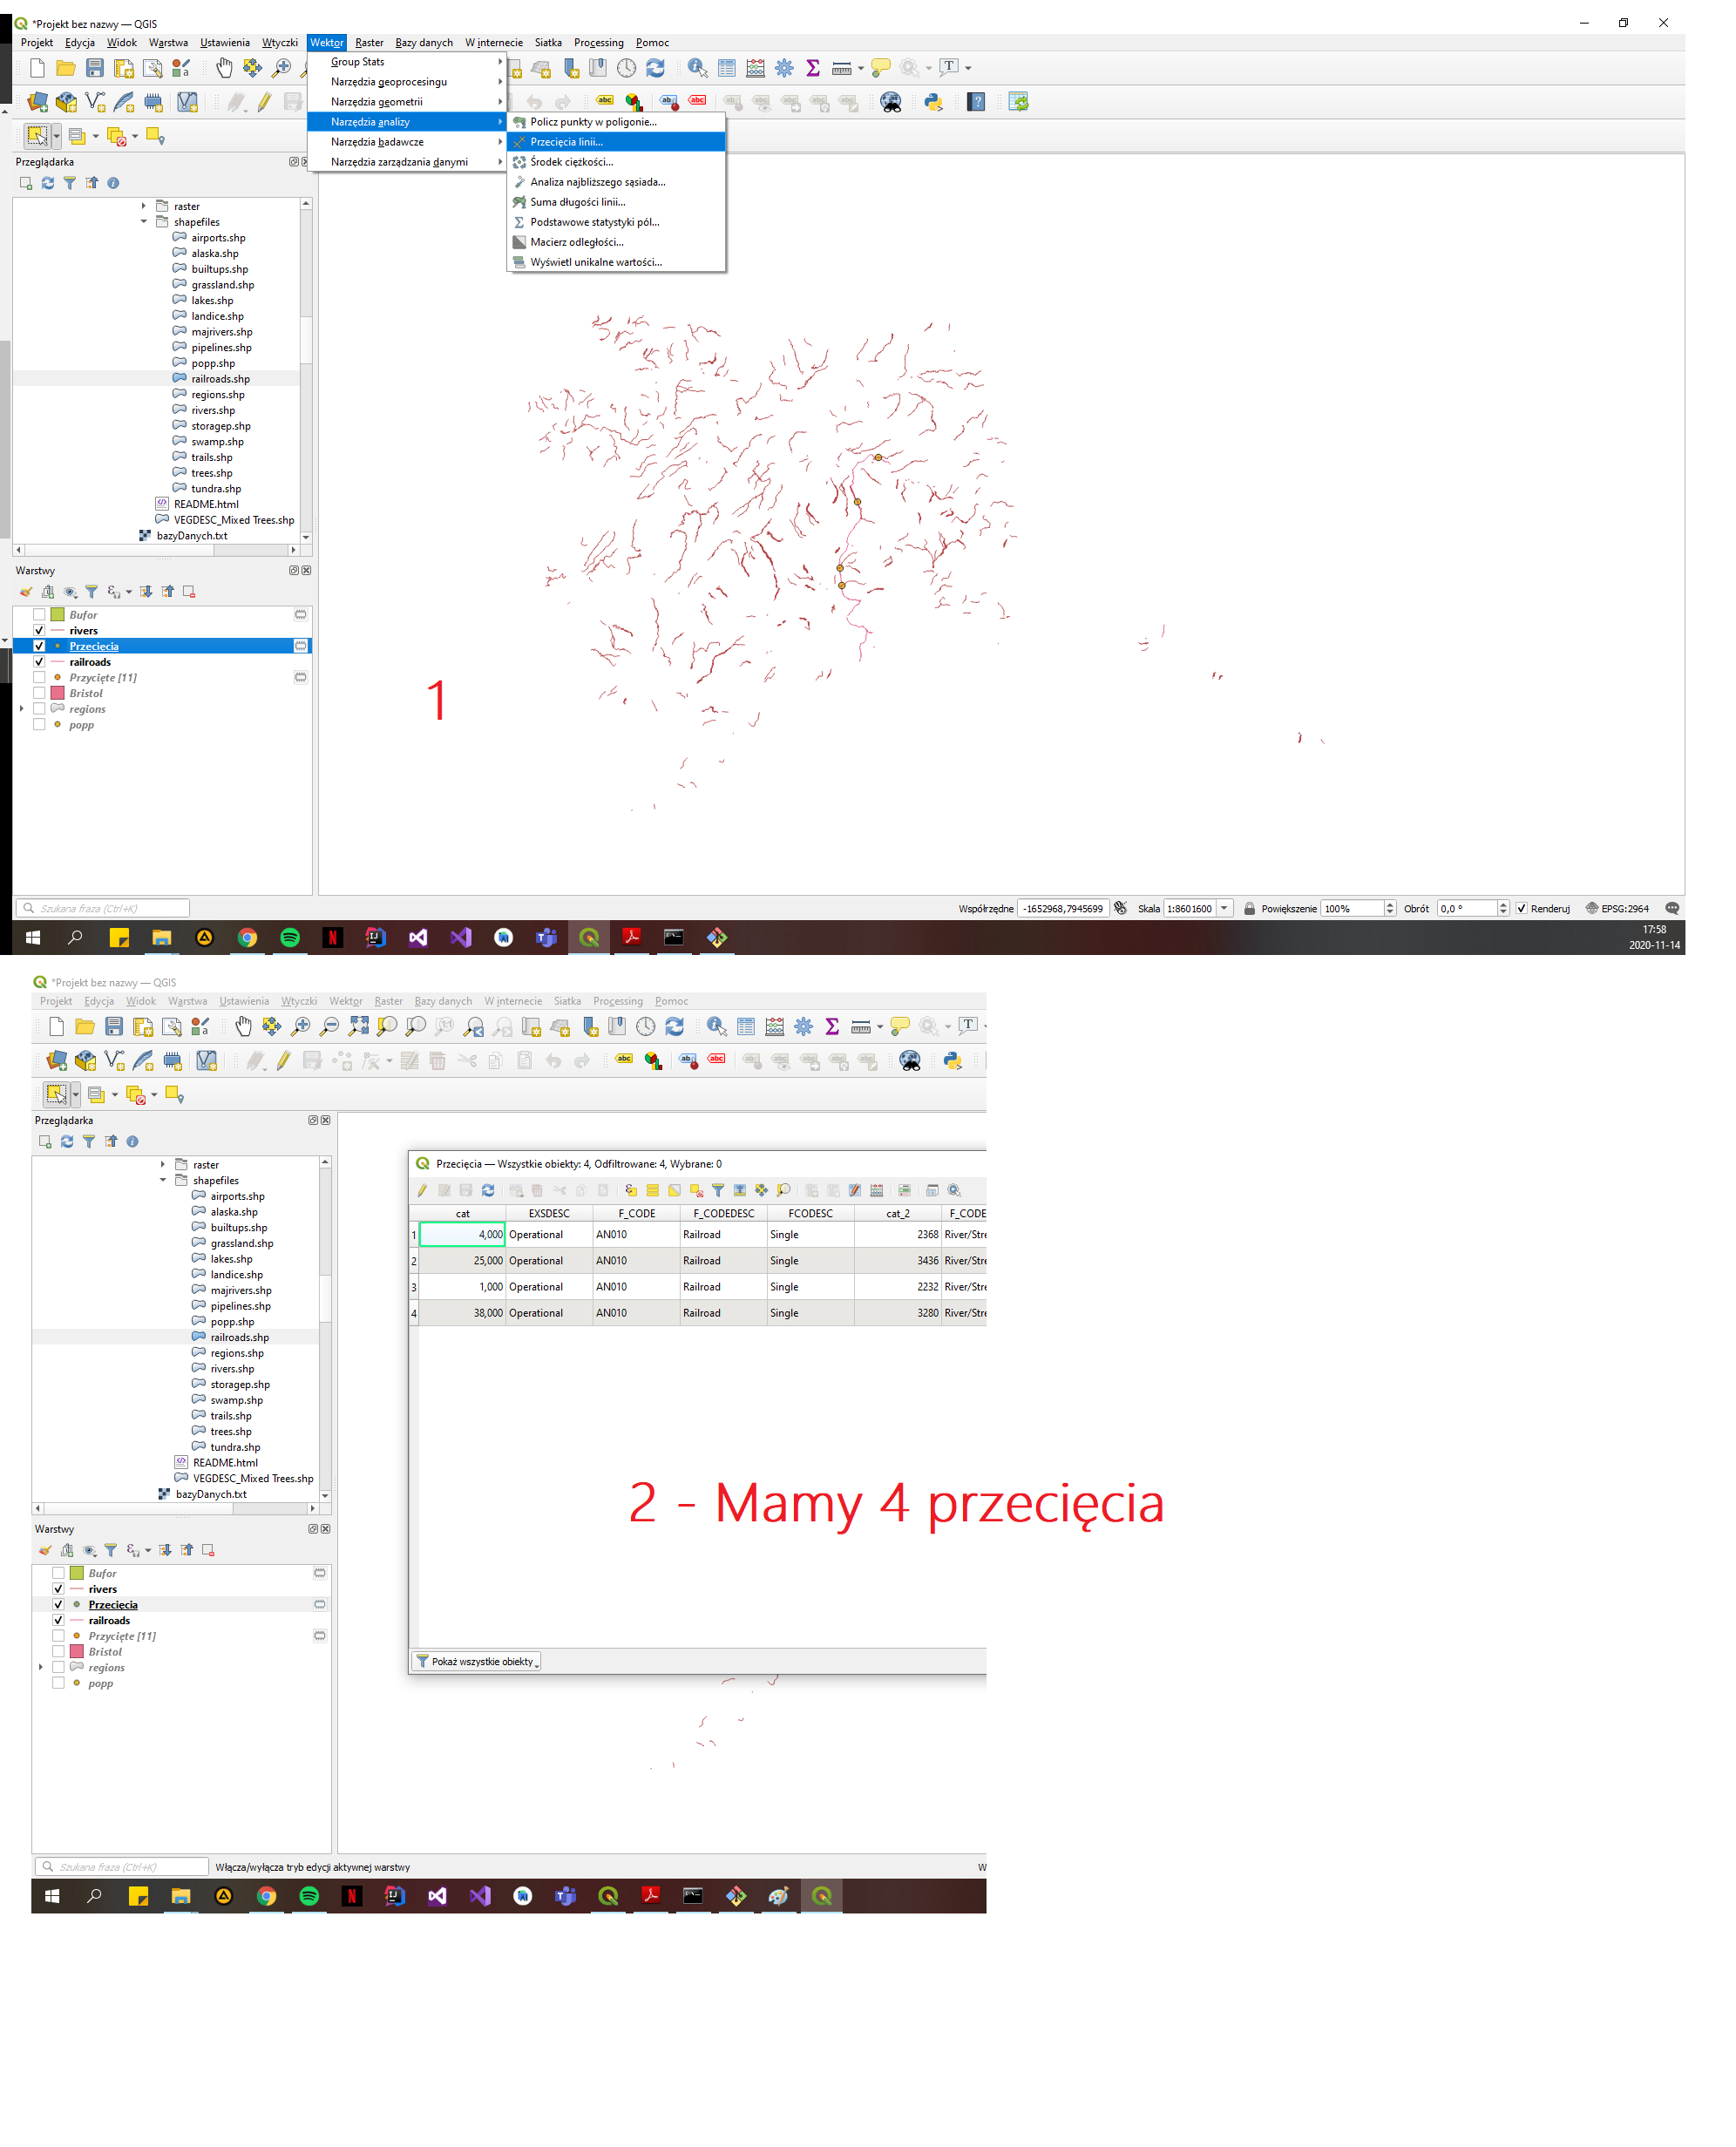 *Projekt bez nazwy — QGIS
Projekt Edycja Widok Warstwa Ustawienia Wtyczki Wektor Raster Bazy danych W internecie Siatka Processing Pomoc
Group Stats
Narzędzia geoprocesingu
Narzędzia geometrii
Narzędzia analizy
Narzędzia badawcze
Narzędzia zarządzania danymi
Policz punkty w poligonie...
Przecięcia linii...
Środek ciężkości...
Analiza najbliższego sąsiada...
Suma długości linii...
Podstawowe statystyki pól...
Macierz odległości...
Wyświetl unikalne wartości...
Przeglądarka
raster
shapefiles
airports.shp
alaska.shp
builtups.shp
grassland.shp
lakes.shp
landice.shp
majrivers.shp
pipelines.shp
popp.shp
railroads.shp
regions.shp
rivers.shp
storagep.shp
swamp.shp
trails.shp
trees.shp
tundra.shp
README.html
VEGDESC_Mixed Trees.shp
bazyDanych.txt
Warstwy
Bufor
rivers
Przecięcia
railroads
Przycięte [11]
Bristol
regions
popp
1
Szukana fraza (Ctrl+K)
Współrzędne -1652968,7945699 Skala 1:8601600 Powiększenie 100% Obrót 0,0 ° Renderuj EPSG:2964
17:58
2020-11-14
*Projekt bez nazwy — QGIS
Projekt Edycja Widok Warstwa Ustawienia Wtyczki Wektor Raster Bazy danych W internecie Siatka Processing Pomoc
Przeglądarka
raster
shapefiles
airports.shp
alaska.shp
builtups.shp
grassland.shp
lakes.shp
landice.shp
majrivers.shp
pipelines.shp
popp.shp
railroads.shp
regions.shp
rivers.shp
storagep.shp
swamp.shp
trails.shp
trees.shp
tundra.shp
README.html
VEGDESC_Mixed Trees.shp
bazyDanych.txt
Przecięcia — Wszystkie obiekty: 4, Odfiltrowane: 4, Wybrane: 0
cat EXSDESC F_CODE F_CODEDESC FCODESC cat_2 F_CODE
1 4,000 Operational AN010 Railroad Single 2368 River/Stre
2 25,000 Operational AN010 Railroad Single 3436 River/Stre
3 1,000 Operational AN010 Railroad Single 2232 River/Stre
4 38,000 Operational AN010 Railroad Single 3280 River/Stre
2 - Mamy 4 przecięcia
Pokaż wszystkie obiekty
Warstwy
Bufor
rivers
Przecięcia
railroads
Przycięte [11]
Bristol
regions
popp
Szukana fraza (Ctrl+K) Włącza/wyłącza tryb edycji aktywnej warstwy W